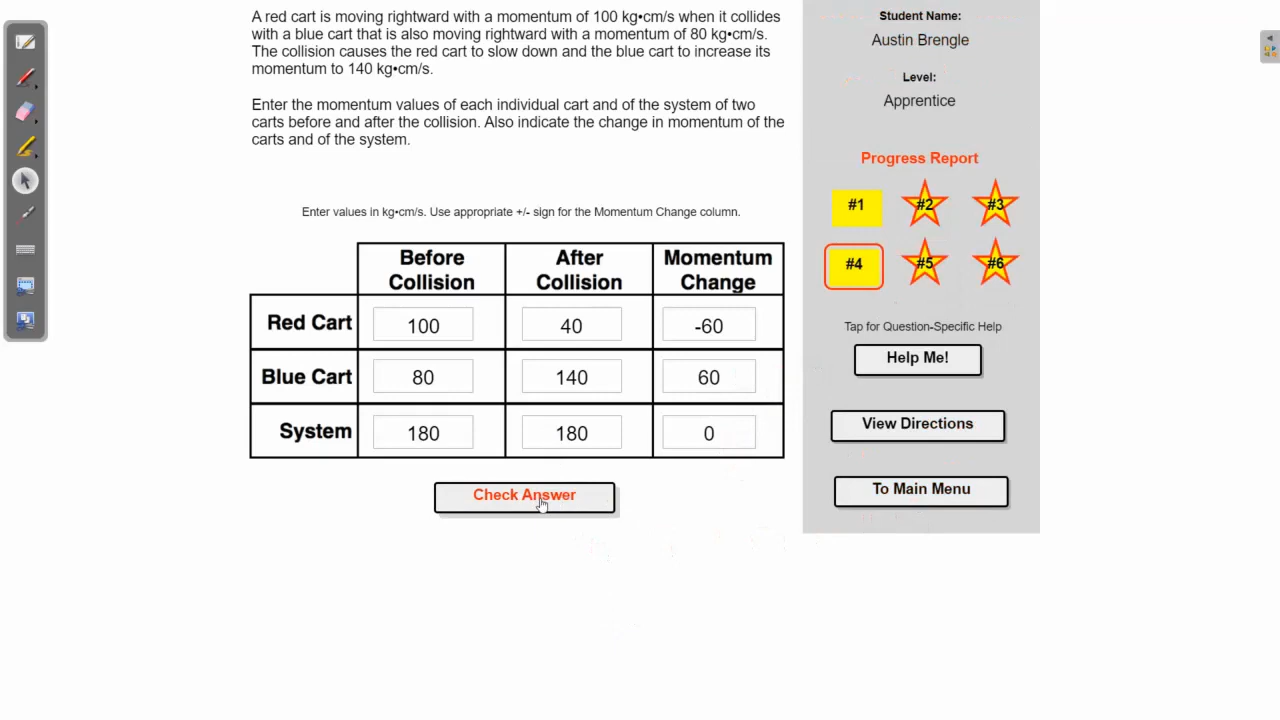 A red cart is moving rightward with a momentum of 100 kg•cm/s when it collides
with a blue cart that is also moving rightward with a momentum of 80 kg•cm/s.
The collision causes the red cart to slow down and the blue cart to increase its
momentum to 140 kg•cm/s.
Enter the momentum values of each individual cart and of the system of two
carts before and after the collision. Also indicate the change in momentum of the
carts and of the system.
Enter values in kg•cm/s. Use appropriate +/- sign for the Momentum Change column.
Before Collision After Collision Momentum Change
Red Cart 100 40 -60
Blue Cart 80 140 60
System 180 180 0
Check Answer
Student Name:
Austin Brengle
Level:
Apprentice
Progress Report
#1 #2 #3
#4 #5 #6
Tap for Question-Specific Help
Help Me!
View Directions
To Main Menu